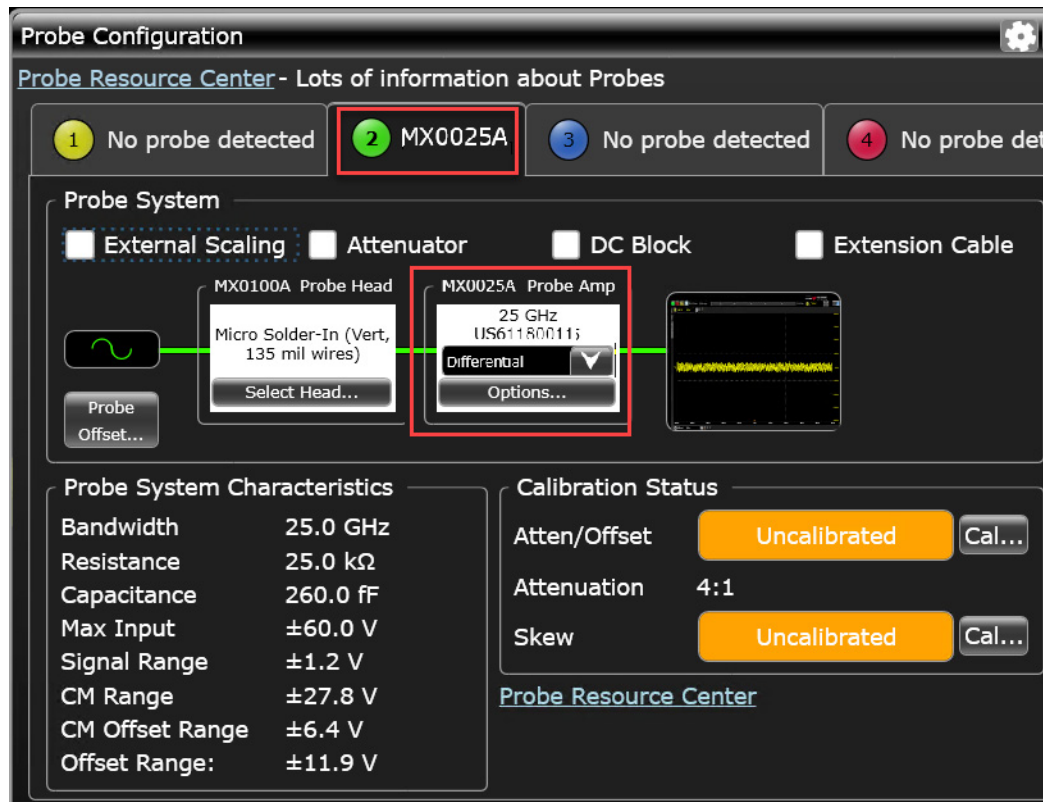 Probe Configuration
Probe Resource Center - Lots of information about Probes
1 No probe detected 2 MX0025A 3 No probe detected 4 No probe det
Probe System
External Scaling Attenuator DC Block Extension Cable
MX0100A Probe Head MX0025A Probe Amp
Micro Solder-In (Vert,
135 mil wires)
Select Head...
25 GHz
Differential
Options...
Probe
Offset...
Probe System Characteristics
Bandwidth 25.0 GHz
Resistance 25.0 kΩ
Capacitance 260.0 fF
Max Input ±60.0 V
Signal Range ±1.2 V
CM Range ±27.8 V
CM Offset Range ±6.4 V
Offset Range: ±11.9 V
Calibration Status
Atten/Offset Uncalibrated Cal...
Attenuation 4:1
Skew Uncalibrated Cal...
Probe Resource Center